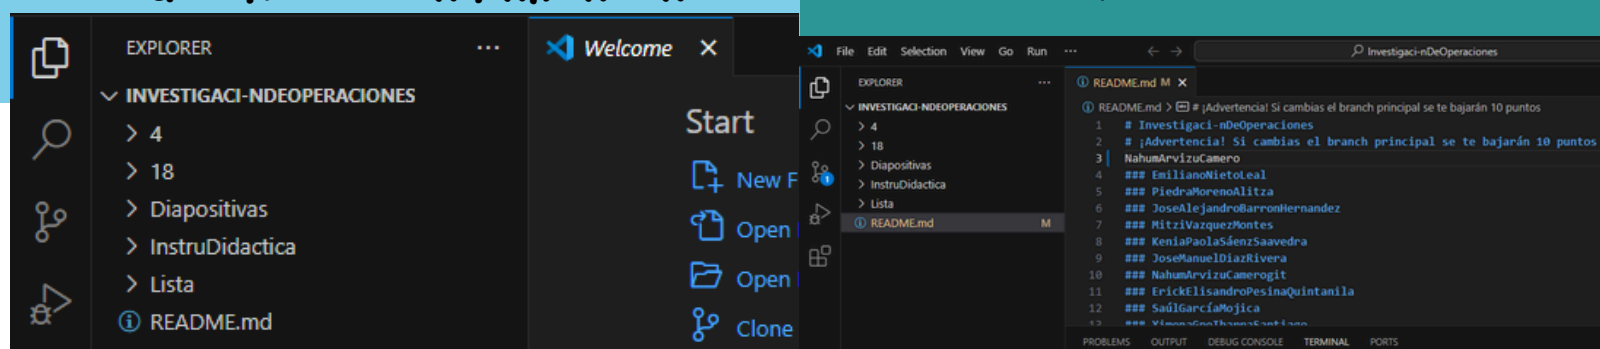 EXPLORER
INVESTIGACI-NDEOPERACIONES
4
18
Diapositivas
InstruDidactica
Lista
README.md
Welcome
Start
New F
Open
Open
Clone
File Edit Selection View Go Run
Investigaci-nDeOperaciones
EXPLORER
INVESTIGACI-NDEOPERACIONES
4
18
Diapositivas
InstruDidactica
Lista
README.md M
1
README.md M
README.md > # ¡Advertencia! Si cambias el branch principal se te bajarán 10 puntos
1 # Investigaci-nDeOperaciones
2 # ¡Advertencia! Si cambias el branch principal se te bajarán 10 puntos
3 NahumArvizuCamero
4 ### EmilianoNietoLeal
5 ### PiedraMorenoAlitza
6 ### JoseAlejandroBarronHernandez
7 ### MitziVazquezMontes
8 ### KeniaPaolaSáenzSaavedra
9 ### JoseManuelDiazRivera
10 ### NahumArvizuCamerogit
11 ### ErickElisandroPesinaQuintanila
12 ### SaúlGarcíaMojica
PROBLEMS OUTPUT DEBUG CONSOLE TERMINAL PORTS